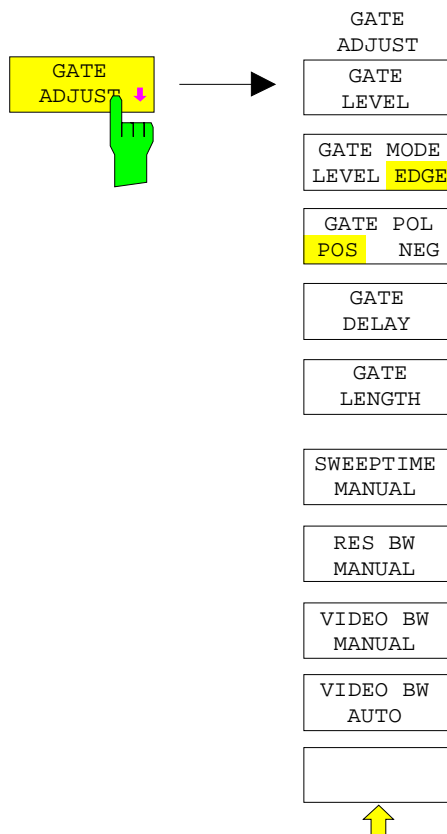 GATE
ADJUST
GATE
ADJUST
GATE
LEVEL
GATE MODE
LEVEL EDGE
GATE POL
POS NEG
GATE
DELAY
GATE
LENGTH
SWEEPTIME
MANUAL
RES BW
MANUAL
VIDEO BW
MANUAL
VIDEO BW
AUTO